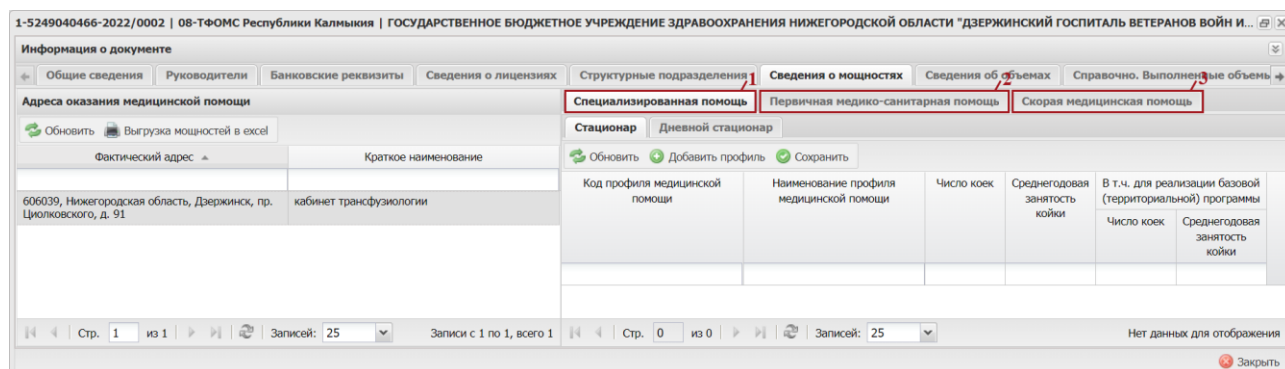 1-5249040466-2022/0002 | 08-ТФОМС Республики Калмыкия | ГОСУДАРСТВЕННОЕ БЮДЖЕТНОЕ УЧРЕЖДЕНИЕ ЗДРАВООХРАНЕНИЯ НИЖЕГОРОДСКОЙ ОБЛАСТИ "ДЗЕРЖИНСКИЙ ГОСПИТАЛЬ ВЕТЕРАНОВ ВОЙН И...
Информация о документе
Общие сведения Руководители Банковские реквизиты Сведения о лицензиях Структурные подразделения Сведения о мощностях Сведения об объемах Справочно. Выполненные объемы
1 2 3
Адреса оказания медицинской помощи
Специализированная помощь Первичная медико-санитарная помощь Скорая медицинская помощь
Обновить Выгрузка мощностей в excel
Стационар Дневной стационар
Обновить Добавить профиль Сохранить
Фактический адрес Краткое наименование
606039, Нижегородская область, Дзержинск, пр.
Циолковского, д. 91
кабинет трансфузиологии
Код профиля медицинской
помощи
Наименование профиля
медицинской помощи
Число коек
Среднегодовая
занятость
койки
В т.ч. для реализации базовой
(территориальной) программы
Число коек
Среднегодовая
занятость
койки
Стр. 1 из 1 Записей: 25 Записи с 1 по 1, всего 1
Стр. 0 из 0 Записей: 25 Нет данных для отображения
Закрыть